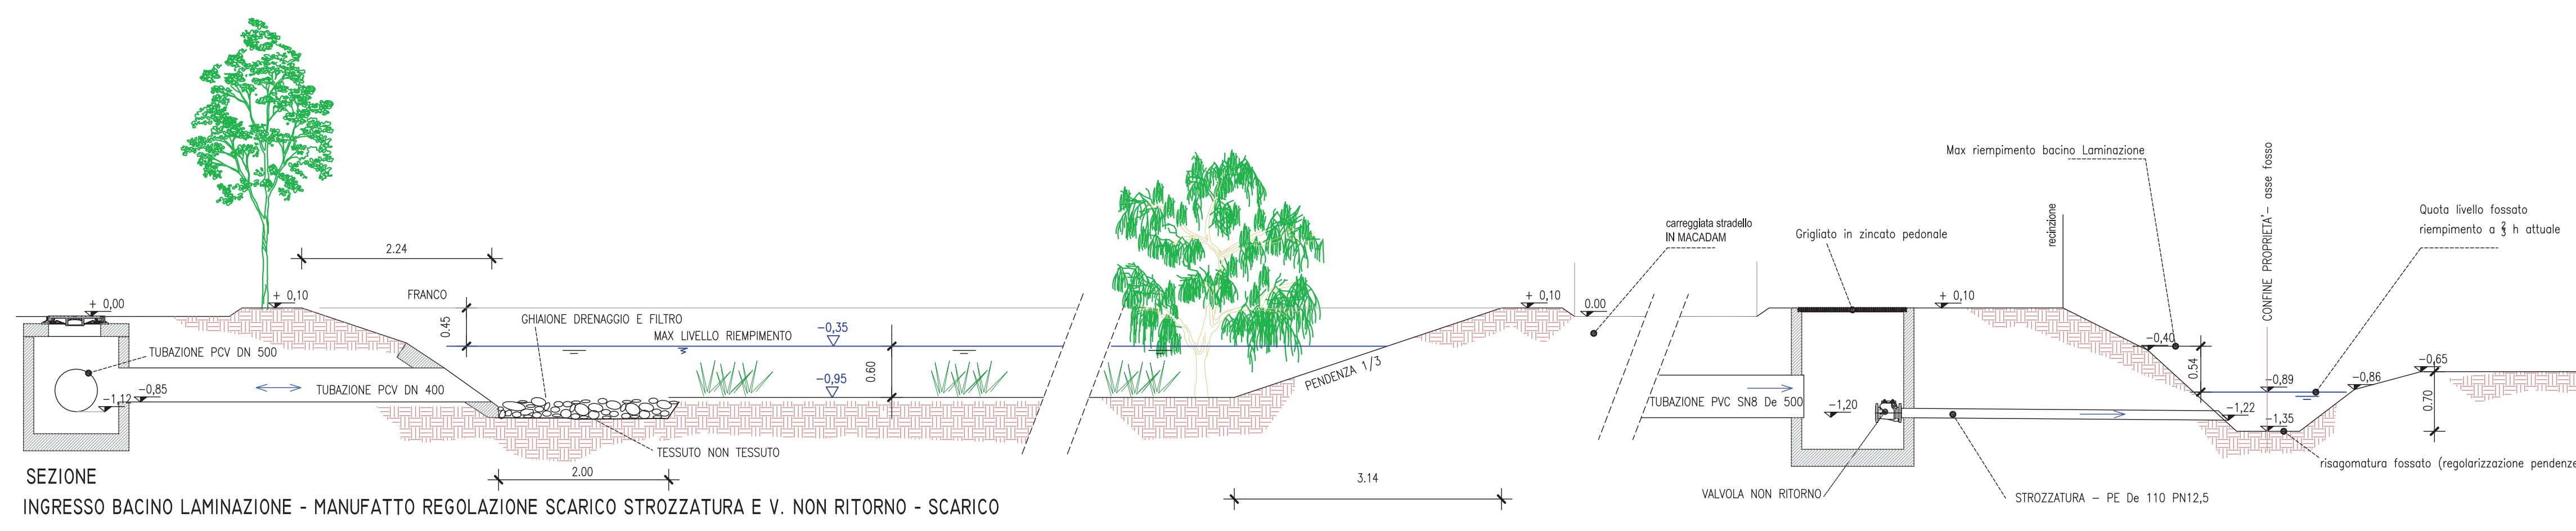 + 0,00
TUBAZIONE PCV DN 500
-0,85
-1,12
TUBAZIONE PCV DN 400
+ 0,10
2.24
FRANCO
0.45
GHIAIONE DRENAGGIO E FILTRO
MAX LIVELLO RIEMPIMENTO
-0,35
-0,95
0.60
TESSUTO NON TESSUTO
2.00
PENDENZA 1/3
3.14
+ 0,10
0.00
carreggiata stradello
IN MACADAM
TUBAZIONE PVC SN8 De 500
Grigliato in zincato pedonale
-1,20
VALVOLA NON RITORNO
+ 0,10
STROZZATURA - PE De 110 PN12,5
recinzione
Max riempimento bacino Laminazione
-0,40
0.54
CONFINE PROPRIETA'- asse fosso
-0,89
-1,22
-1,35
-0,86
-0,65
0.70
Quota livello fossato
riempimento a 2/3 h attuale
risagomatura fossato (regolarizzazione pendenze
SEZIONE
INGRESSO BACINO LAMINAZIONE - MANUFATTO REGOLAZIONE SCARICO STROZZATURA E V. NON RITORNO - SCARICO